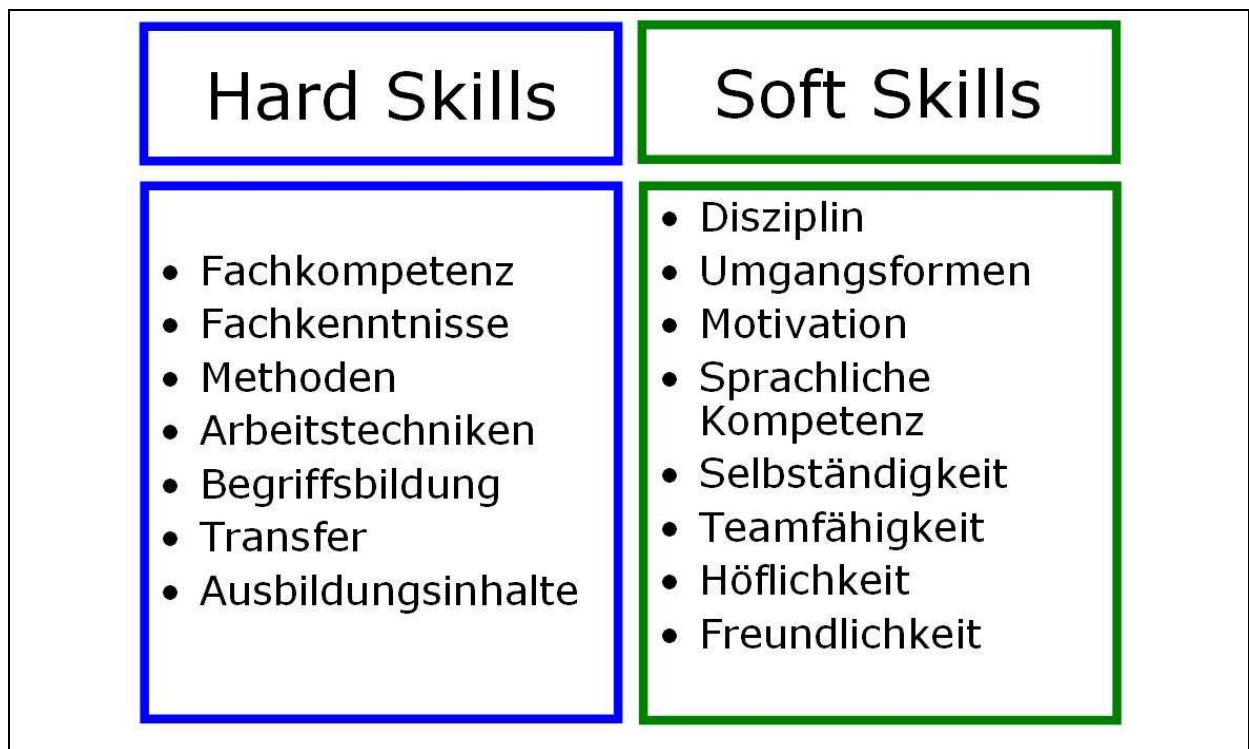 Hard Skills
• Fachkompetenz
• Fachkenntnisse
• Methoden
• Arbeitstechniken
• Begriffsbildung
• Transfer
• Ausbildungsinhalte
Soft Skills
• Disziplin
• Umgangsformen
• Motivation
• Sprachliche
Kompetenz
• Selbständigkeit
• Teamfähigkeit
• Höflichkeit
• Freundlichkeit